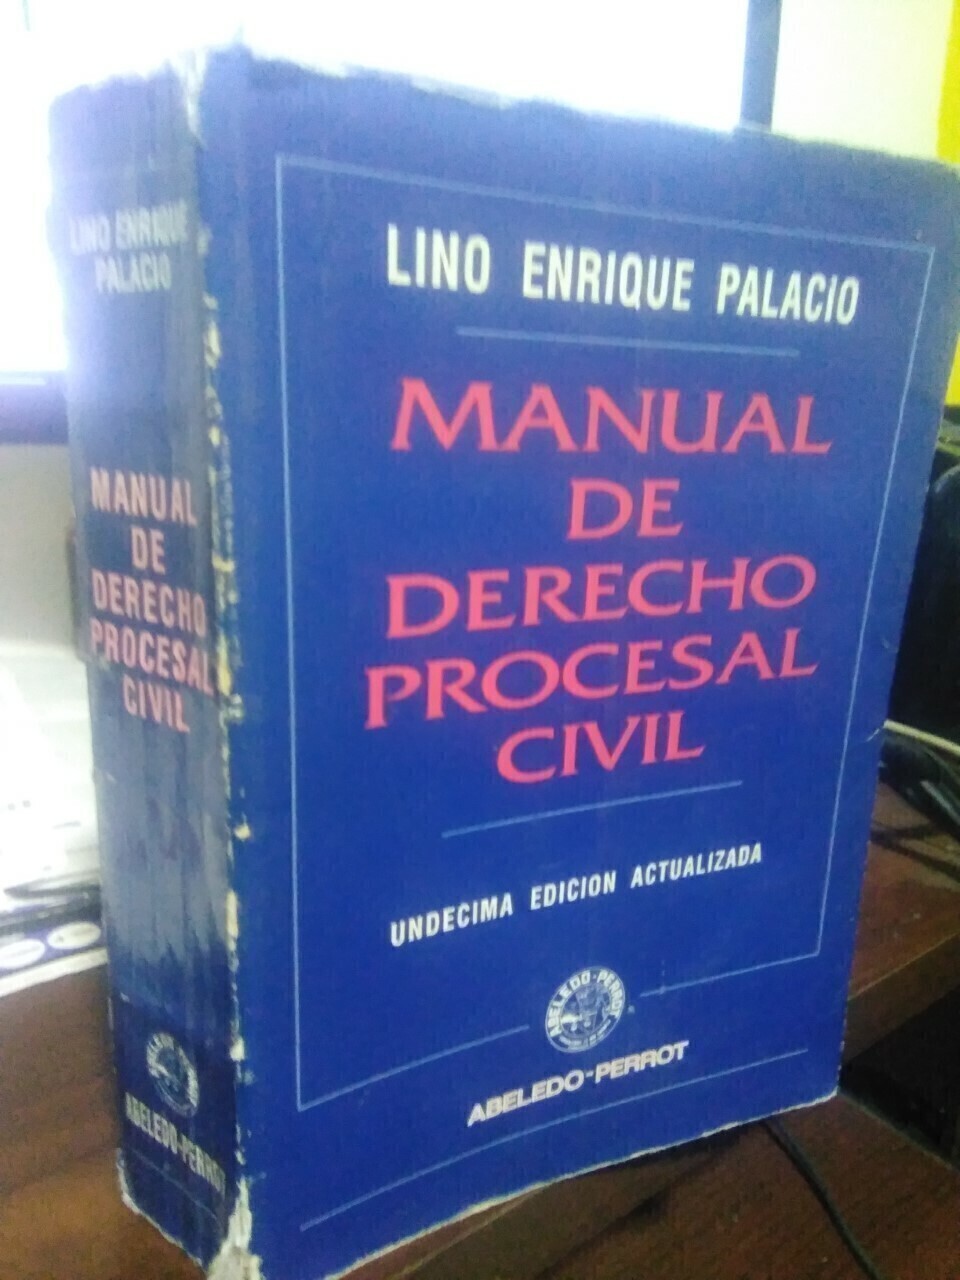 LINO ENRIQUE
PALACIO
MANUAL
DE
DERECHO
PROCESAL
CIVIL
ABELEDO-PERROT
LINO ENRIQUE PALACIO
MANUAL
DE
DERECHO
PROCESAL
CIVIL
UNDECIMA EDICION ACTUALIZADA
ABELEDO-PERROT
ABELEDO-PERROT